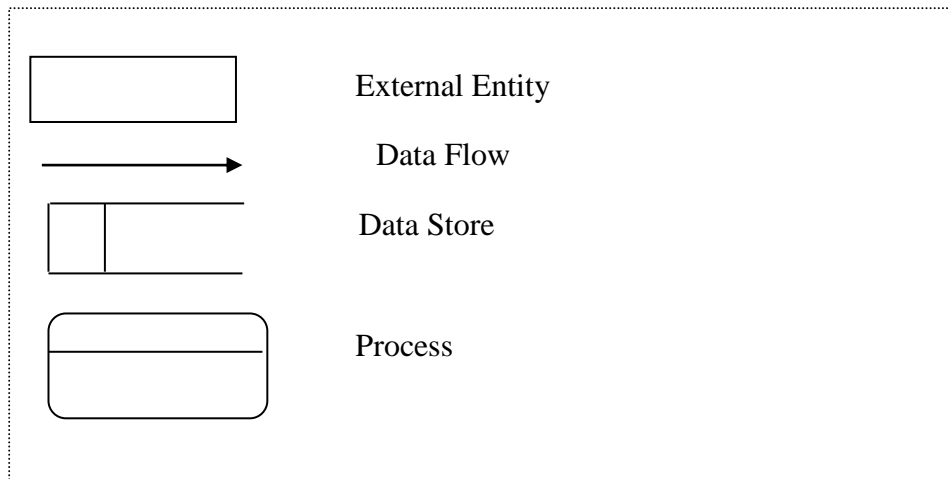 External Entity
Data Flow
Data Store
Process